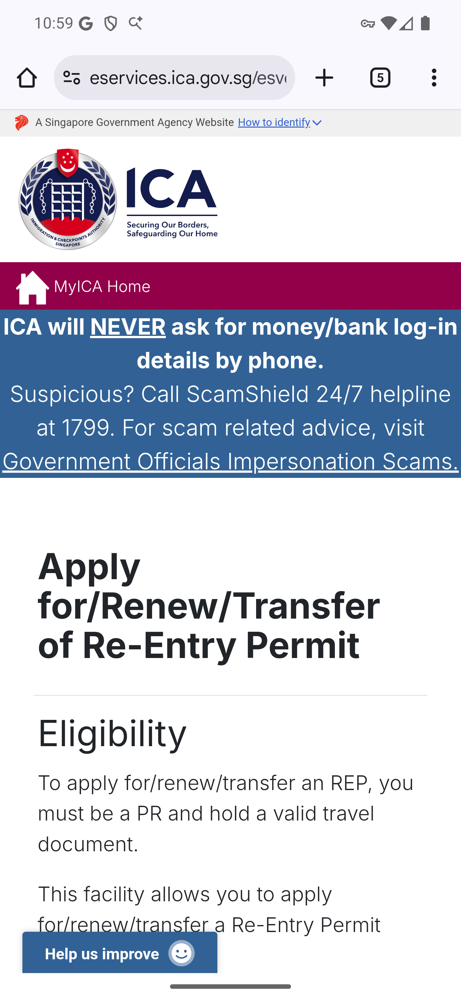 10:59
eservices.ica.gov.sg/esv
5
A Singapore Government Agency Website How to identify
IMMIGRATION & CHECKPOINTS AUTHORITY
SINGAPORE
ICA
Securing Our Borders,
Safeguarding Our Home
MyICA Home
ICA will NEVER ask for money/bank log-in
details by phone.
Suspicious? Call ScamShield 24/7 helpline
at 1799. For scam related advice, visit
Government Officials Impersonation Scams.
Apply
for/Renew/Transfer
of Re-Entry Permit
Eligibility
To apply for/renew/transfer an REP, you
must be a PR and hold a valid travel
document.
This facility allows you to apply
for/renew/transfer a Re-Entry Permit
Help us improve